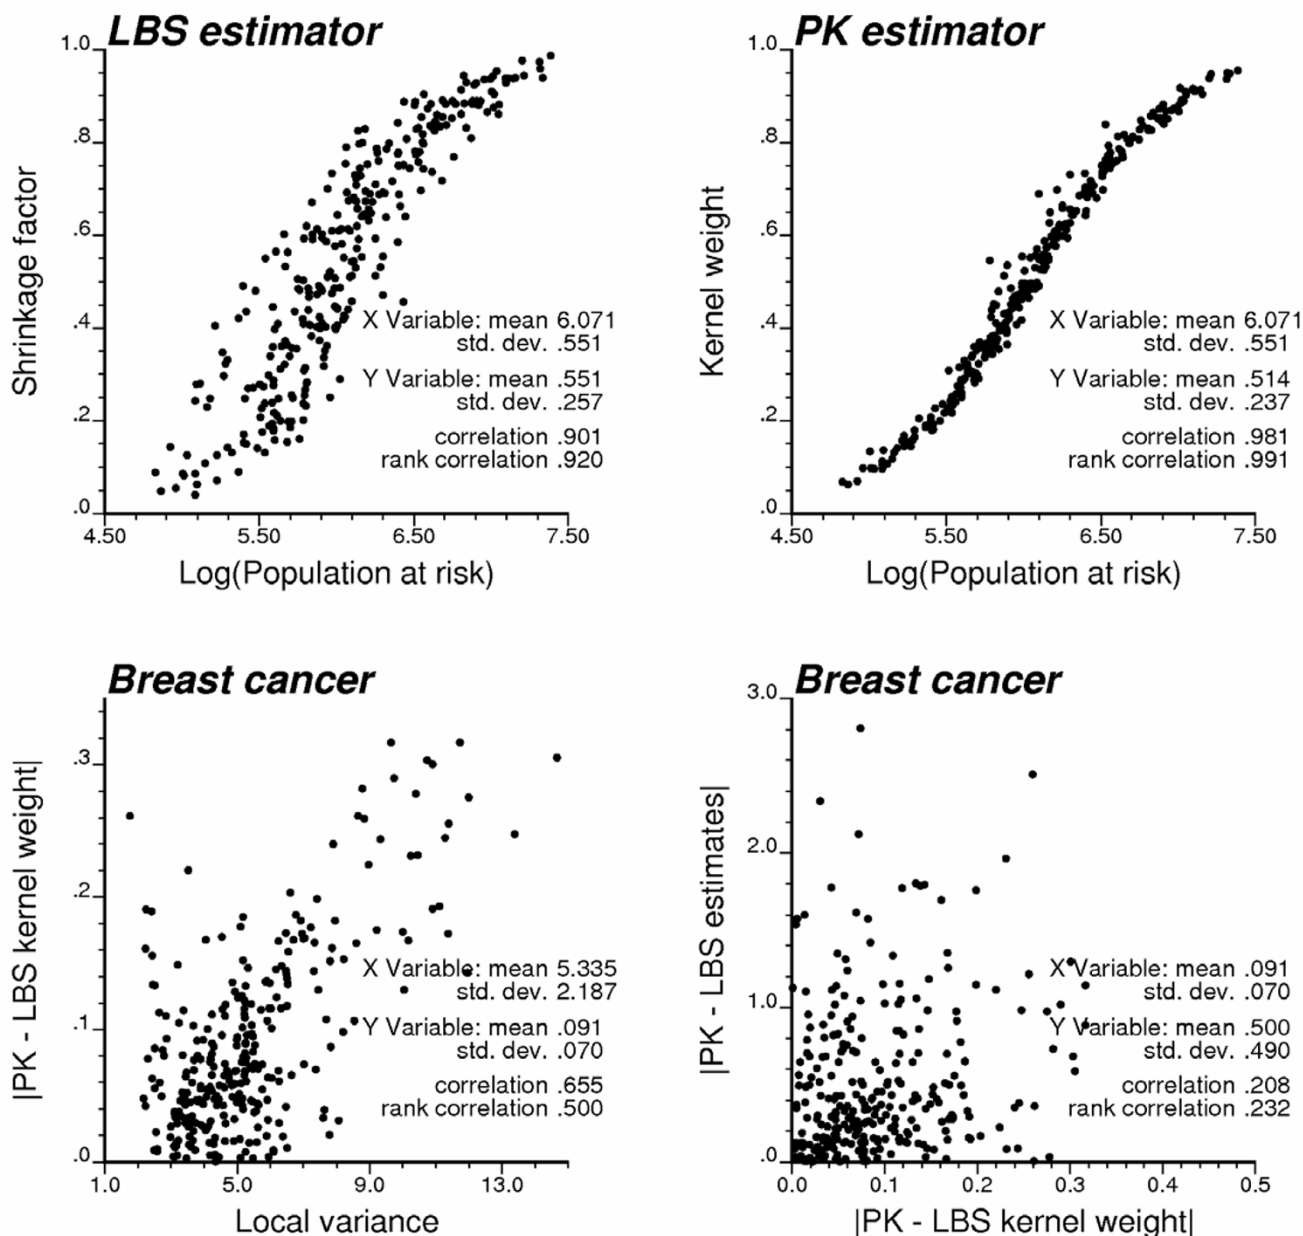 LBS estimator
1.0
.8
.6
.4
.2
.0
Shrinkage factor
X Variable: mean 6.071
std. dev. .551
Y Variable: mean .551
std. dev. .257
correlation .901
rank correlation .920
4.50 5.50 6.50 7.50
Log(Population at risk)
PK estimator
1.0
.8
.6
.4
.2
.0
Kernel weight
X Variable: mean 6.071
std. dev. .551
Y Variable: mean .514
std. dev. .237
correlation .981
rank correlation .991
4.50 5.50 6.50 7.50
Log(Population at risk)
Breast cancer
.3
.2
.1
.0
|PK - LBS kernel weight|
X Variable: mean 5.335
std. dev. 2.187
Y Variable: mean .091
std. dev. .070
correlation .655
rank correlation .500
1.0 5.0 9.0 13.0
Local variance
Breast cancer
3.0
2.0
1.0
.0
|PK - LBS estimates|
X Variable: mean .091
std. dev. .070
Y Variable: mean .500
std. dev. .490
correlation .208
rank correlation .232
0.0 0.1 0.2 0.3 0.4 0.5
|PK - LBS kernel weight|